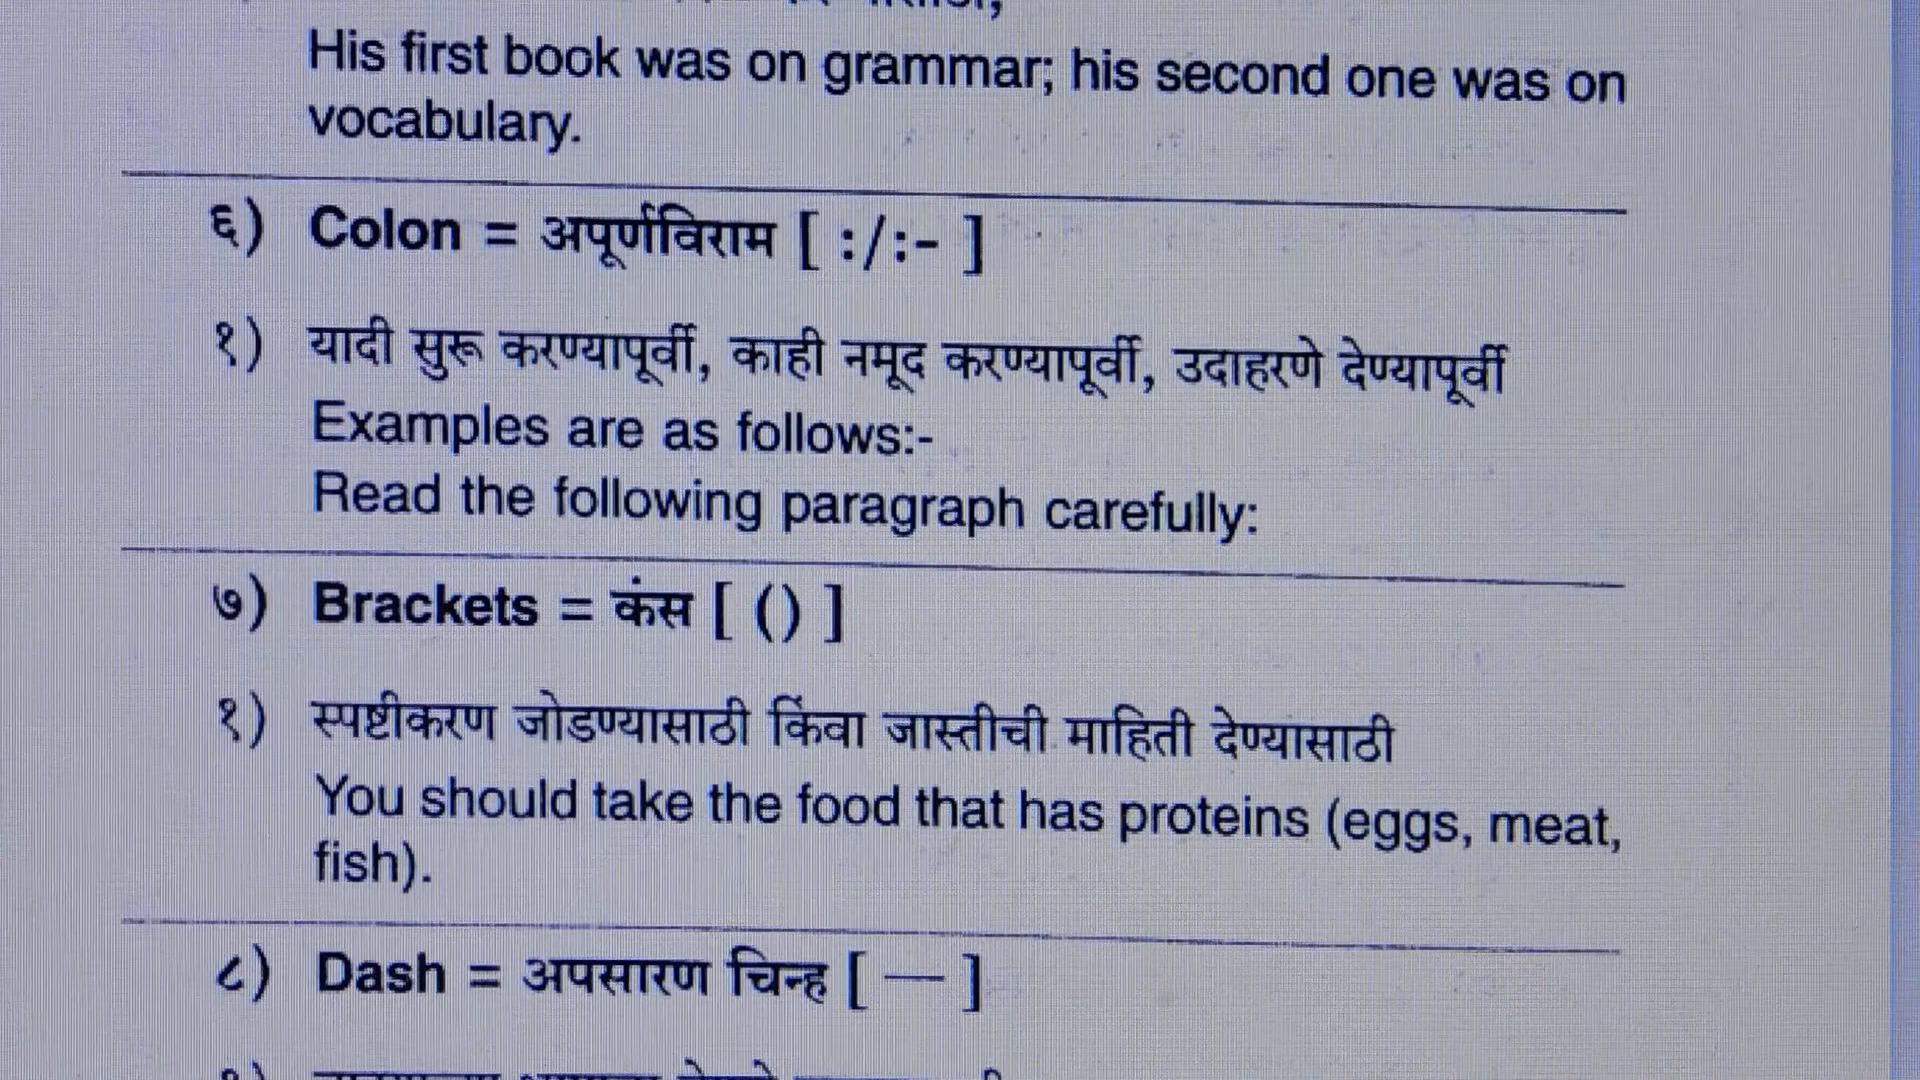 His first book was on grammar; his second one was on
vocabulary.
६) Colon = अपूर्णविराम [ :/:- ]
१) यादी सुरू करण्यापूर्वी, काही नमूद करण्यापूर्वी, उदाहरणे देण्यापूर्वी
Examples are as follows:-
Read the following paragraph carefully:
७) Brackets = कंस [ () ]
१) स्पष्टीकरण जोडण्यासाठी किंवा जास्तीची माहिती देण्यासाठी
You should take the food that has proteins (eggs, meat,
fish).
८) Dash = अपसारण चिन्ह [ — ]